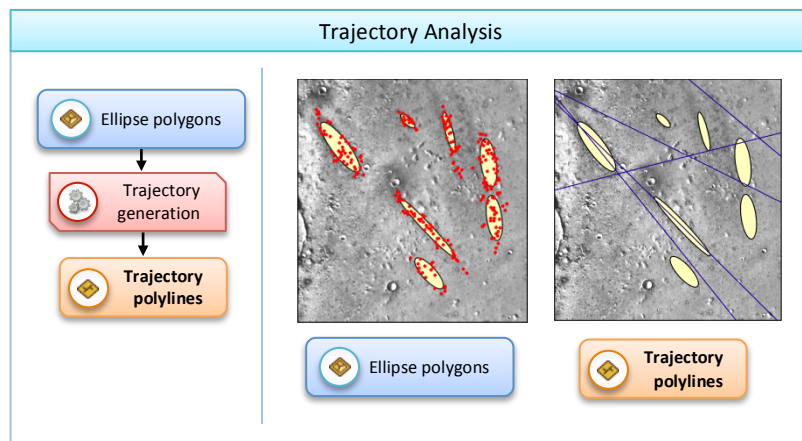 Trajectory Analysis
Ellipse polygons
Trajectory
generation
Trajectory
polylines
Ellipse polygons
Trajectory
polylines